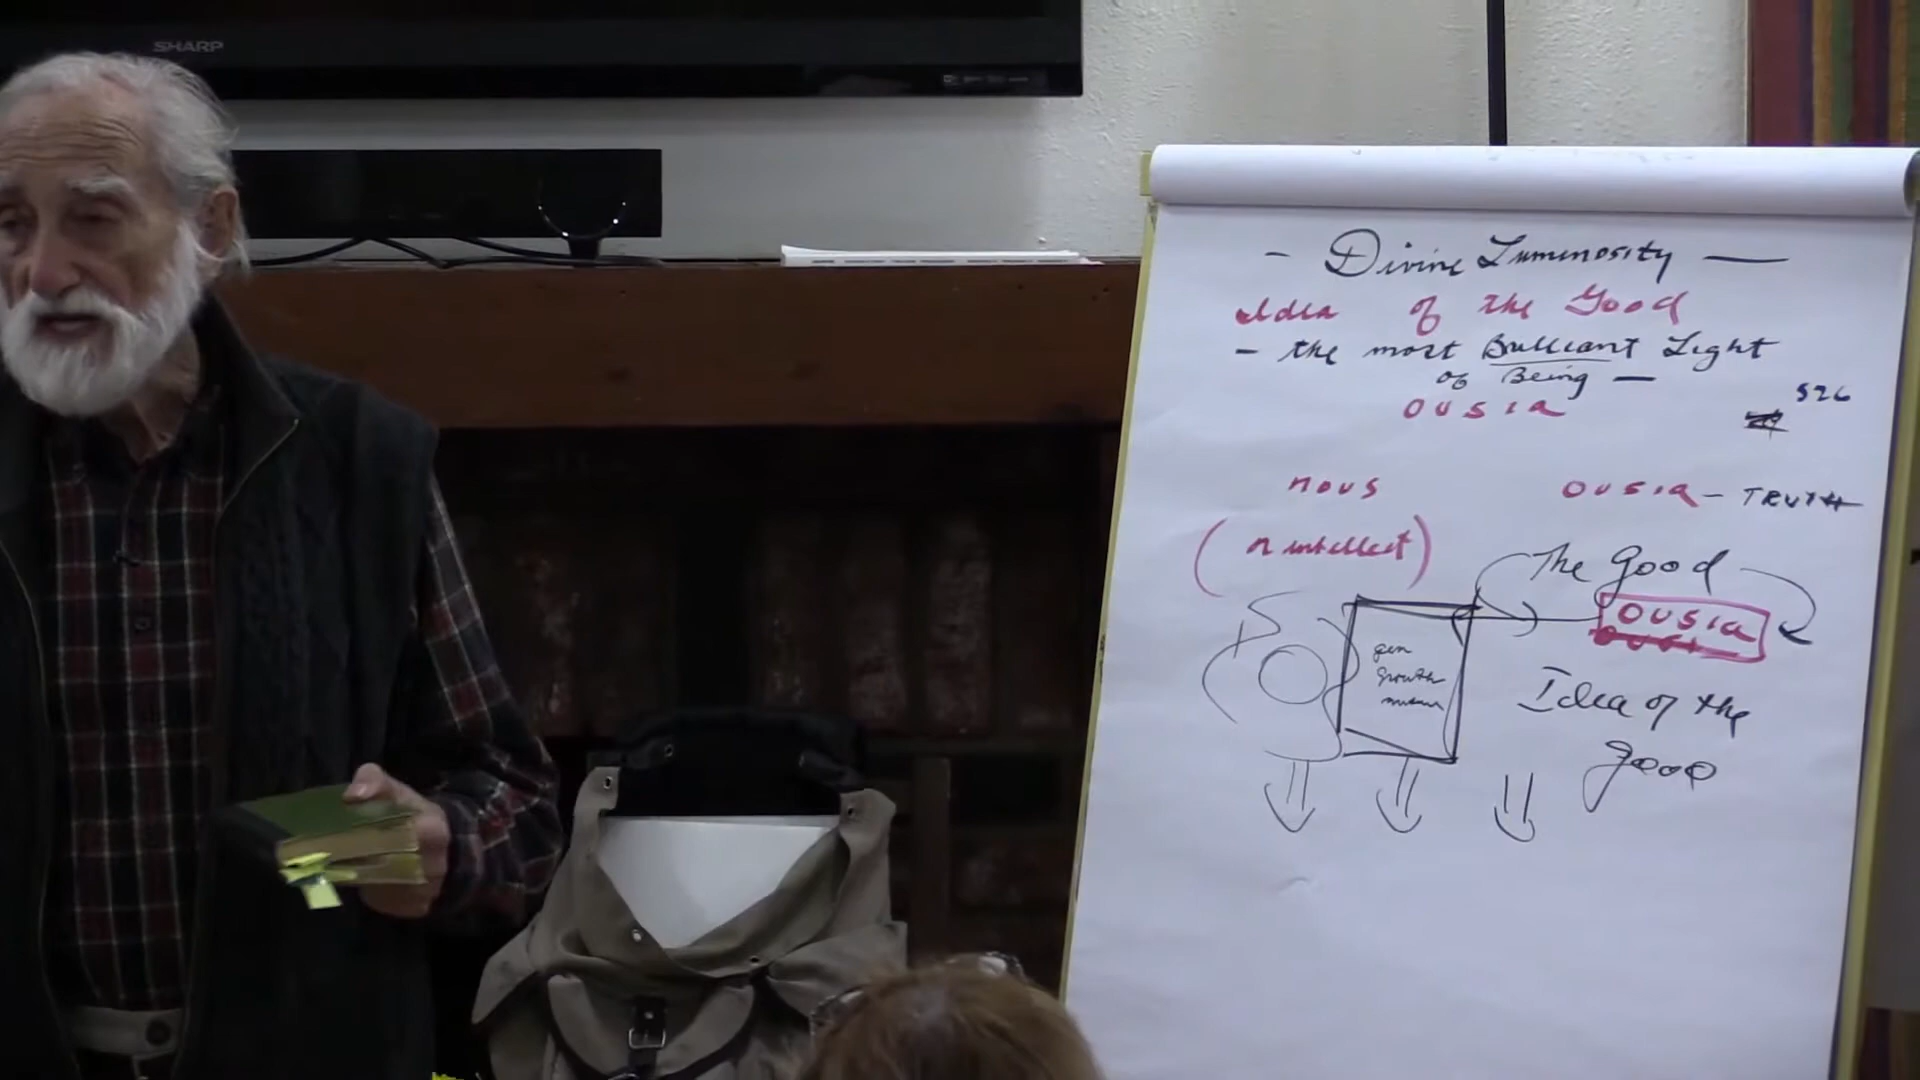 SHARP
- Divine Luminosity -
Idea of the Good
- the most Brilliant Light
of Being -
OUSIA
526
nous
OUSIA - TRUTH
(or intellect)
The Good
OUSIA
gen
Growth
Idea of the
Good